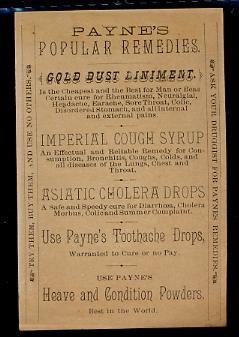 PAYNE'S
POPULAR REMEDIES.
GOLD DUST LINIMENT.
Is the Cheapest and the Best for Man or Beast
Certain cure for Rheumatism, Neuralgia,
Headache, Earache, Sore Throat, Colic,
Disordered Stomach, and all internal
and external pains.
IMPERIAL COUGH SYRUP
An Effectual and Reliable Remedy for Con-
sumption, Bronchitis, Coughs, Colds, and
all diseases of the Lungs, Chest and
Throat.
ASIATIC CHOLERA DROPS
A Safe and Speedy cure for Diarrhœa, Cholera
Morbus, Colic and Summer Complaint.
Use Payne's Toothache Drops,
Warranted to Cure or no Pay.
USE PAYNE'S
Heave and Condition Powders.
Best in the World.
TRY THEM, BUY THEM, AND USE NO OTHERS.
ASK YOUR DRUGGIST FOR PAYNE'S REMEDIES.